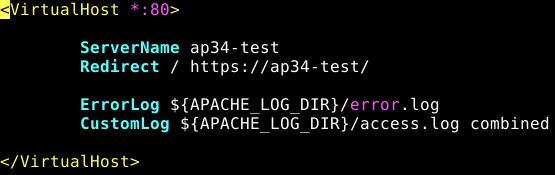 <VirtualHost *:80>
ServerName ap34-test
Redirect / https://ap34-test/
ErrorLog ${APACHE_LOG_DIR}/error.log
CustomLog ${APACHE_LOG_DIR}/access.log combined
</VirtualHost>